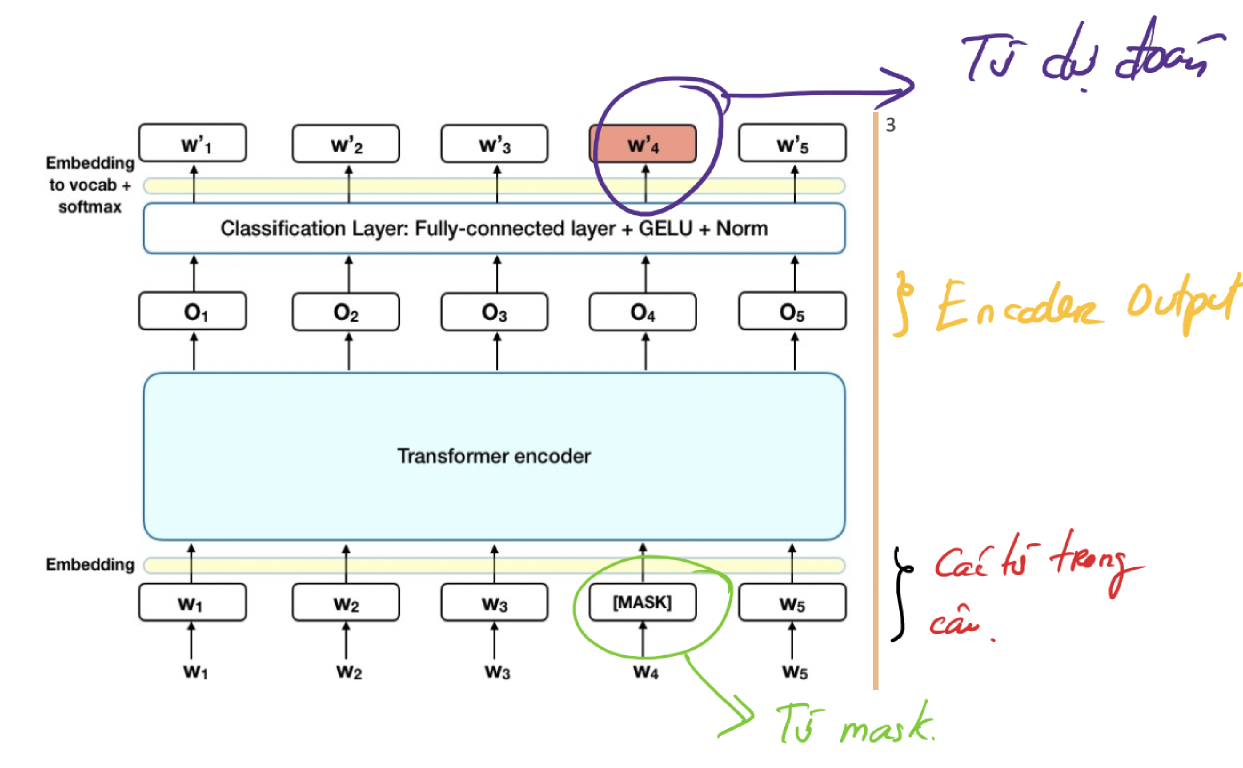 Từ dự đoán
3
w'1 w'2 w'3 w'4 w'5
Embedding
to vocab +
softmax
Classification Layer: Fully-connected layer + GELU + Norm
O1 O2 O3 O4 O5
Encoder Output
Transformer encoder
Embedding
Các từ trong
câu.
W1 W2 W3 [MASK] W5
W1 W2 W3 W4 W5
Từ mask.